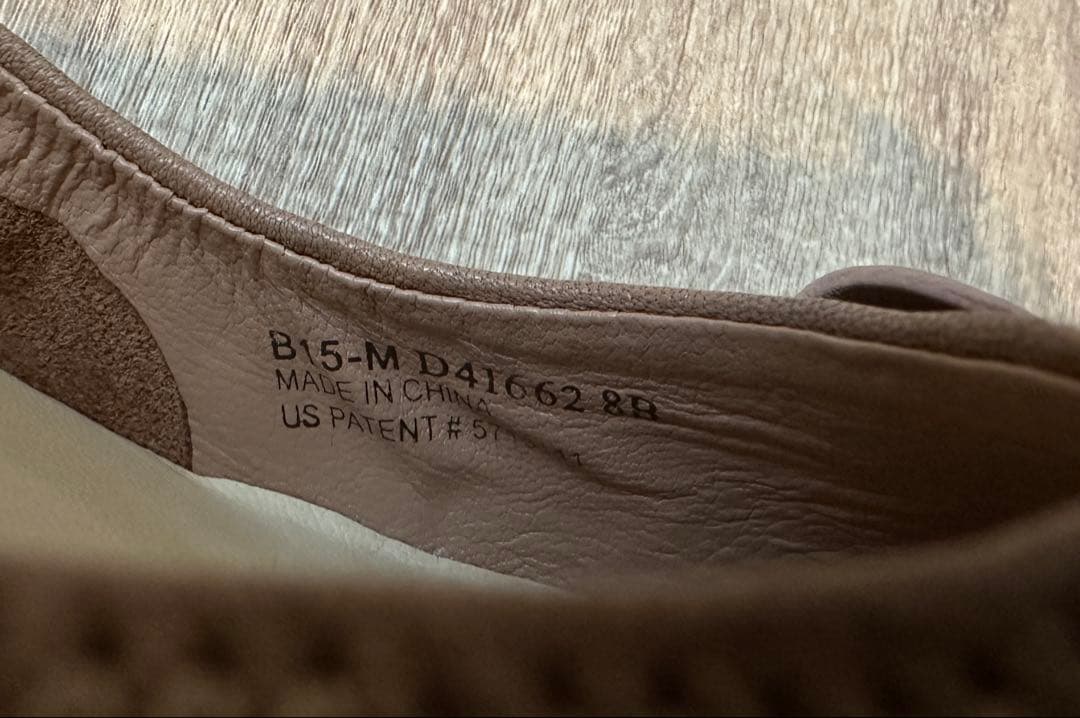 B15-M D41662 8B
MADE IN CHINA
US PATENT #